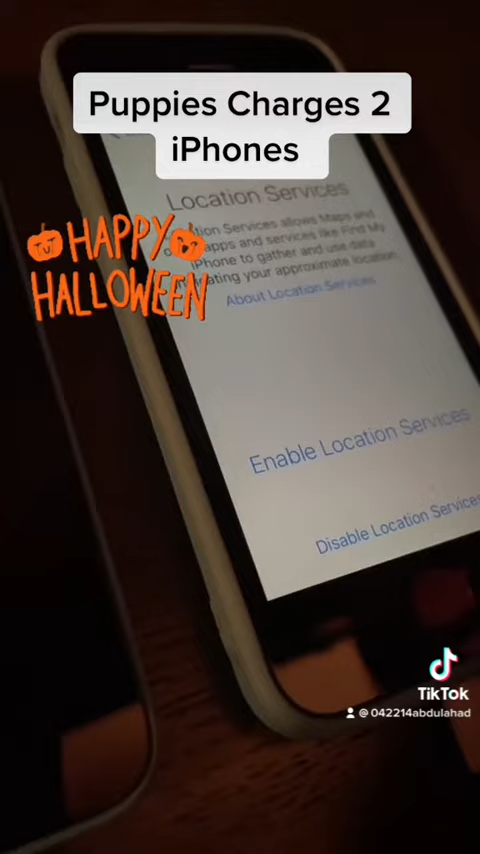 Puppies Charges 2
iPhones
Location Services
tion Services allows Maps and
apps and services like Find My
iPhone to gather and use data
ating your approximate location.
About Location Services
HAPPY
HALLOWEEN
Enable Location Services
Disable Location Services
TikTok
@042214abdulahad